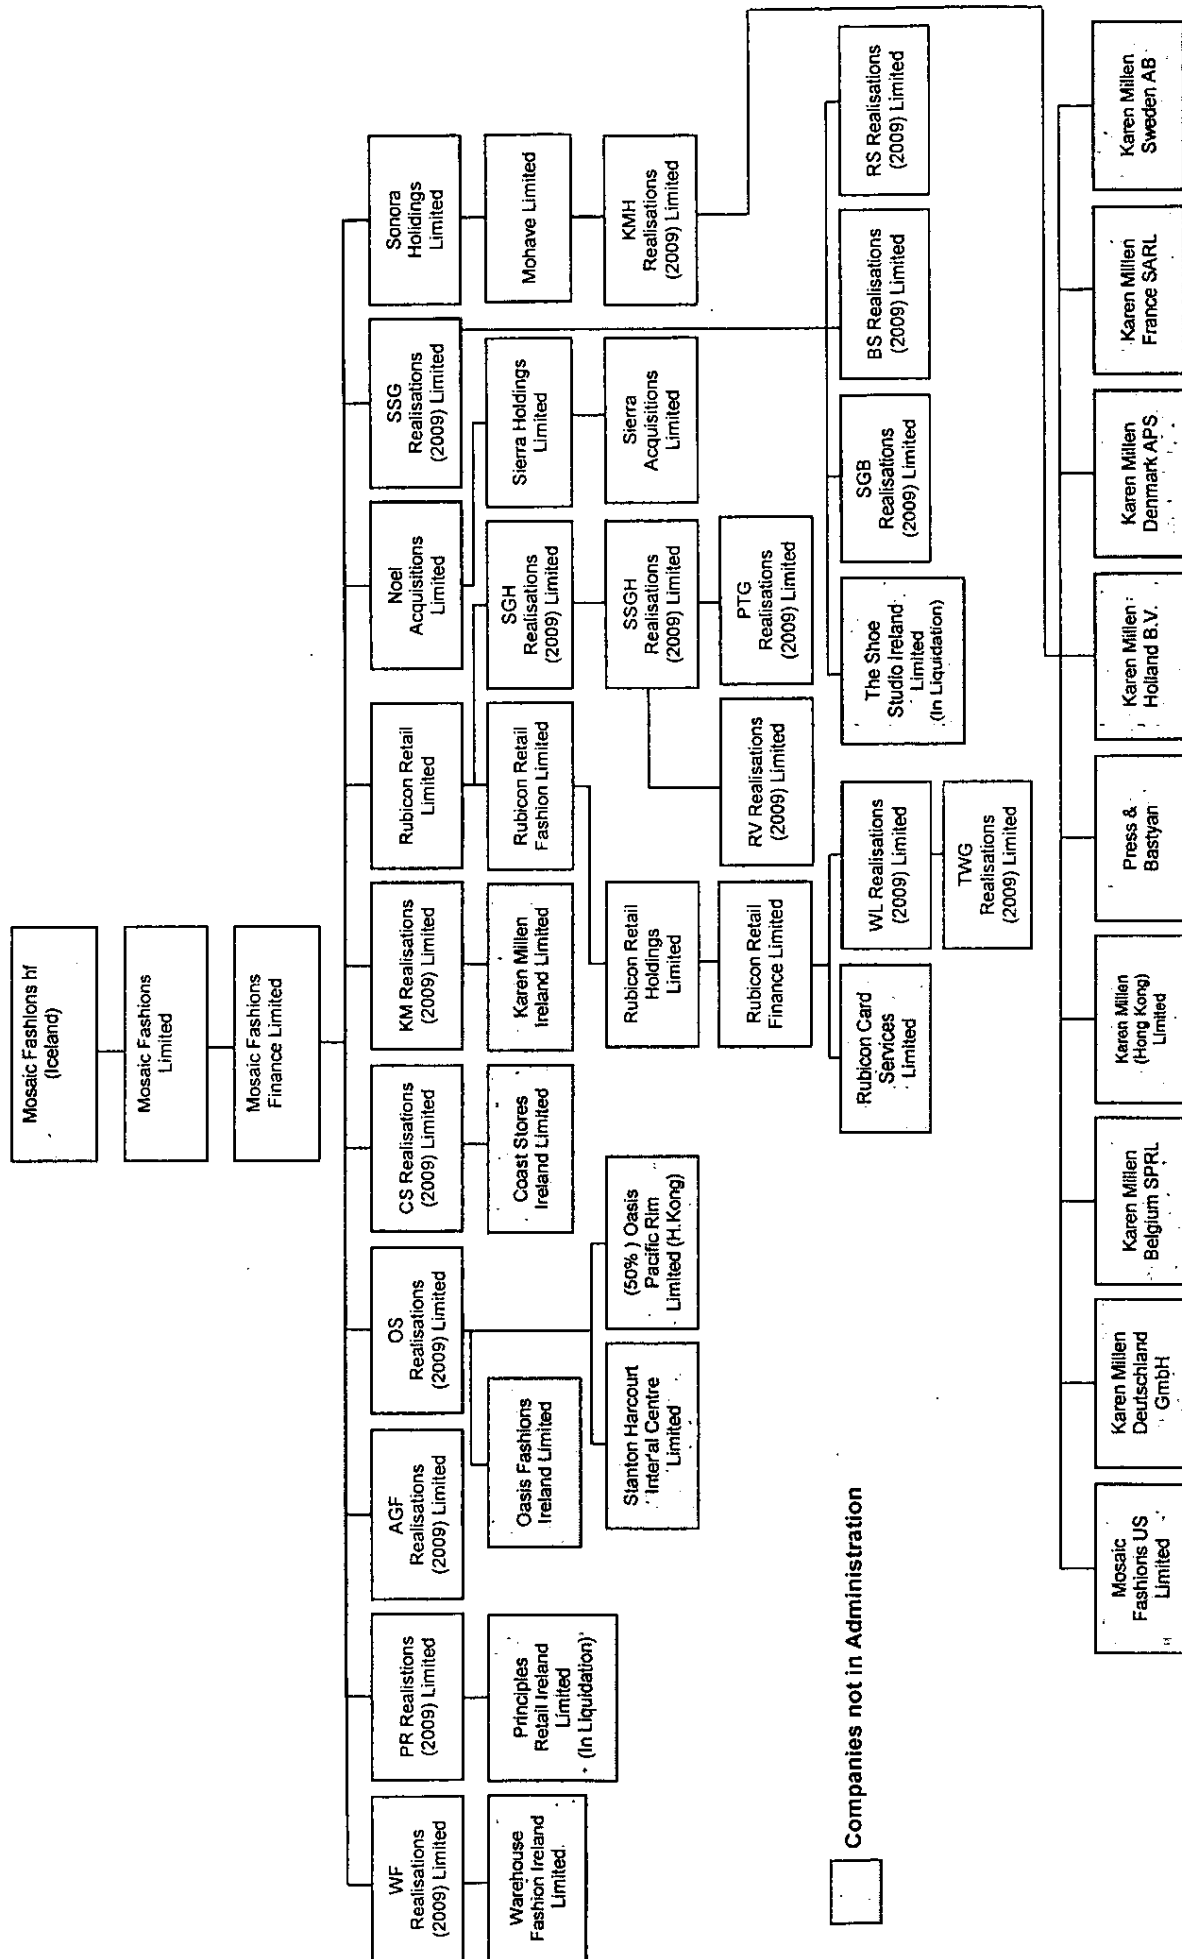 Mosaic Fashions hf
(Iceland)
Mosaic Fashions
Limited
Mosaic Fashions
Finance Limited
WF
Realisations
(2009) Limited
PR Realistions
(2009) Limited
AGF
Realisations
(2009) Limited
OS
Realisations
(2009) Limited
CS Realisations
(2009) Limited
KM Realisations
(2009) Limited
Rubicon Retail
Limited
Noel
Acquisitions
Limited
SSG
Realisations
(2009) Limited
Sonora
Holidings
Limited
Warehouse
Fashion Ireland
Limited
Principles
Retail Ireland
Limited
(In Liquidation)
Oasis Fashions
Ireland Limited
Coast Stores
Ireland Limited
Karen Millen
Ireland Limited
Rubicon Retail
Fashion Limited
SGH
Realisations
(2009) Limited
Sierra Holdings
Limited
Mohave Limited
Stanton Harcourt
Inter'al Centre
Limited
(50% ) Oasis
Pacific Rim
Limited (H.Kong)
Rubicon Retail
Holdings
Limited
SSGH
Realisations
(2009) Limited
Sierra
Acquisitions
Limited
KMH
Realisations
(2009) Limited
Rubicon Retail
Finance Limited
RV Realisations
(2009) Limited
PTG
Realisations
(2009) Limited
Companies not in Administration
Rubicon Card
Services
Limited
WL Realisations
(2009) Limited
The Shoe
Studio Ireland
Limited
(In Liquidation)
SGB
Realisations
(2009) Limited
BS Realisations
(2009) Limited
RS Realisations
(2009) Limited
TWG
Realisations
(2009) Limited
Mosaic
Fashions US
Limited
Karen Millen
Deutschland
GmbH
Karen Millen
Belgium SPRL
Karen Millen
(Hong Kong)
Limited
Press &
Bastyan
Karen Millen
Holland B.V.
Karen Millen
Denmark APS
Karen Millen
France SARL
Karen Millen
Sweden AB